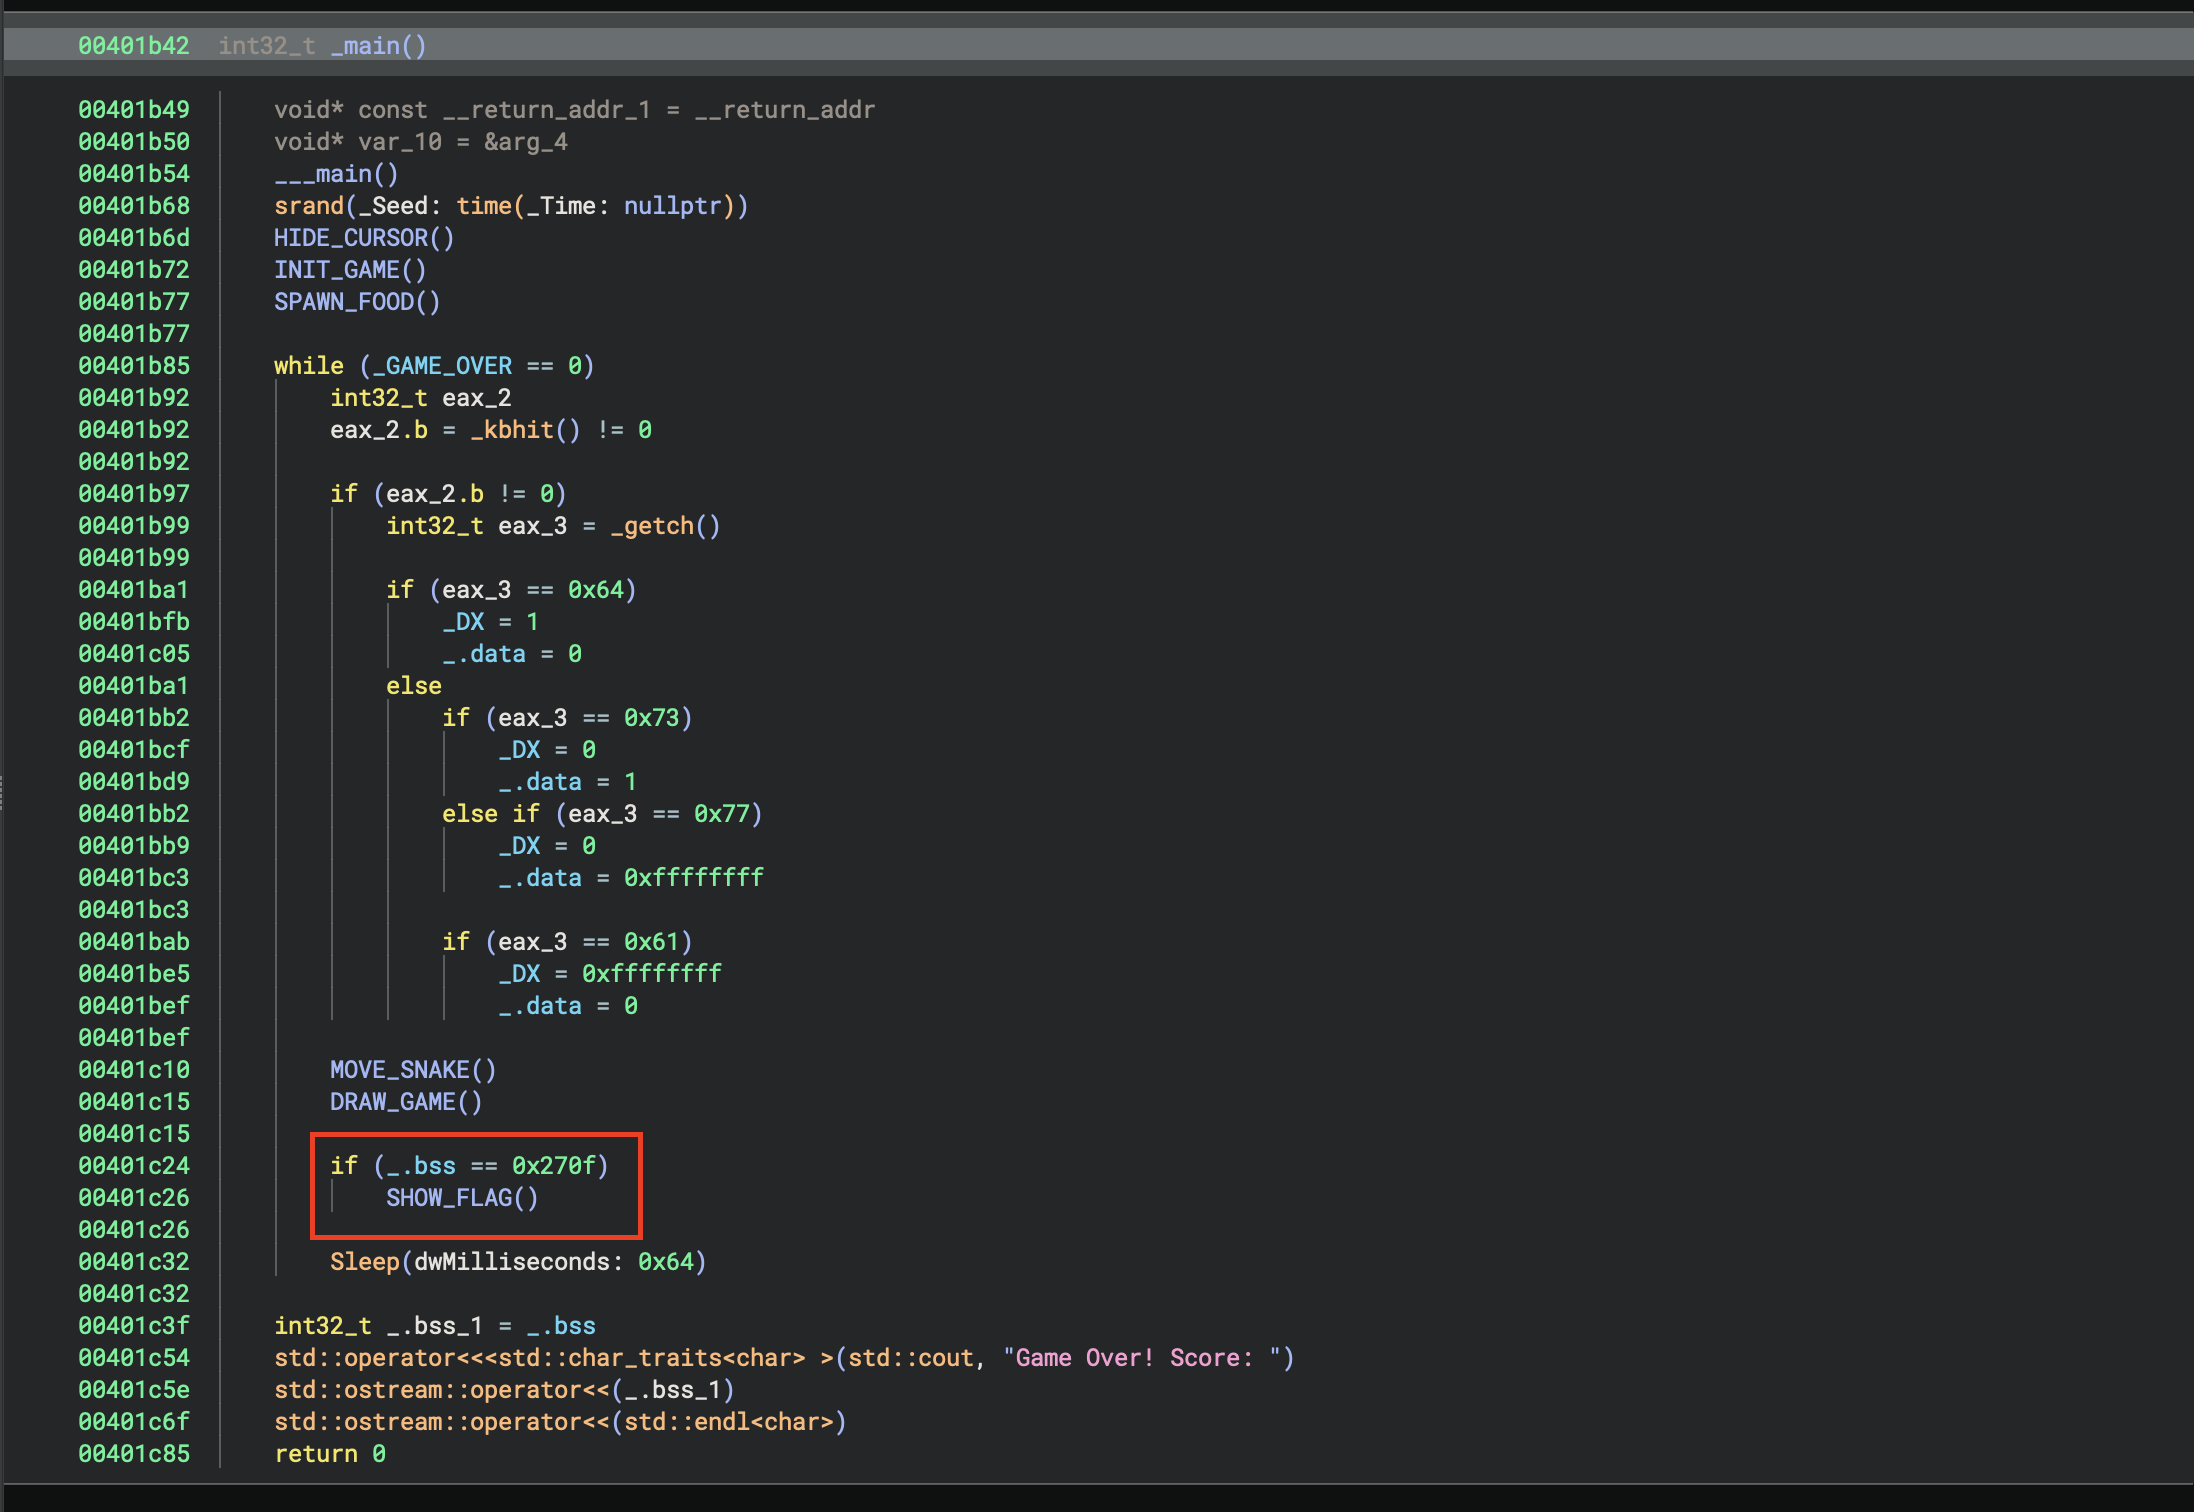 00401b42 int32_t _main()
00401b49 void* const __return_addr_1 = __return_addr
00401b50 void* var_10 = &arg_4
00401b54 ___main()
00401b68 srand(_Seed: time(_Time: nullptr))
00401b6d HIDE_CURSOR()
00401b72 INIT_GAME()
00401b77 SPAWN_FOOD()
00401b77
00401b85 while (_GAME_OVER == 0)
00401b92 int32_t eax_2
00401b92 eax_2.b = _kbhit() != 0
00401b92
00401b97 if (eax_2.b != 0)
00401b99 int32_t eax_3 = _getch()
00401b99
00401ba1 if (eax_3 == 0x64)
00401bfb _DX = 1
00401c05 _.data = 0
00401ba1 else
00401bb2 if (eax_3 == 0x73)
00401bcf _DX = 0
00401bd9 _.data = 1
00401bb2 else if (eax_3 == 0x77)
00401bb9 _DX = 0
00401bc3 _.data = 0xffffffff
00401bc3
00401bab if (eax_3 == 0x61)
00401be5 _DX = 0xffffffff
00401bef _.data = 0
00401bef
00401c10 MOVE_SNAKE()
00401c15 DRAW_GAME()
00401c15
00401c24 if (_.bss == 0x270f)
00401c26 SHOW_FLAG()
00401c26
00401c32 Sleep(dwMilliseconds: 0x64)
00401c32
00401c3f int32_t _.bss_1 = _.bss
00401c54 std::operator<<<std::char_traits<char> >(std::cout, "Game Over! Score: ")
00401c5e std::ostream::operator<<(_.bss_1)
00401c6f std::ostream::operator<<(std::endl<char>)
00401c85 return 0